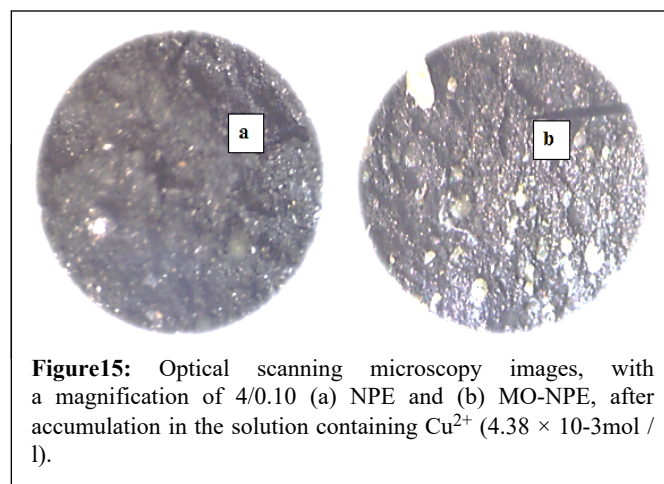 a
b
Figure15: Optical scanning microscopy images, with
a magnification of 4/0.10 (a) NPE and (b) MO-NPE, after
accumulation in the solution containing Cu²⁺ (4.38 × 10-3mol /
l).